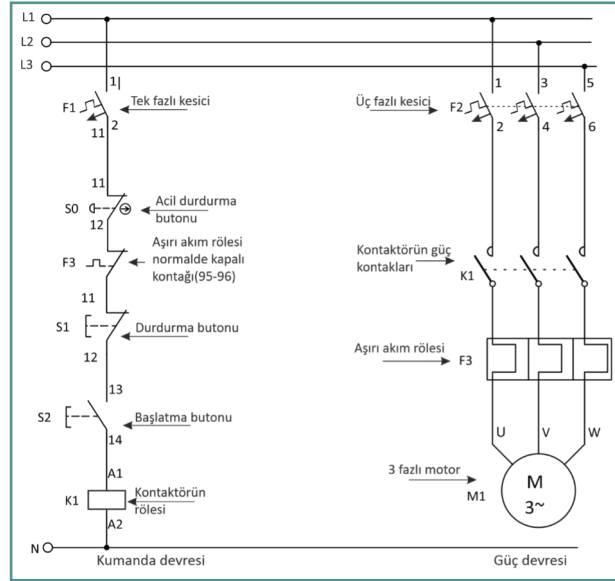 L1
L2
L3
1|
F1
Tek fazlı kesici
11
2
11
S0
Acil durdurma
butonu
12
F3
Aşırı akım rölesi
normalde kapalı
kontağı(95-96)
11
S1
Durdurma butonu
12
13
S2
Başlatma butonu
14
A1
K1
Kontaktörün
rölesi
A2
N
Kumanda devresi
1
3
5
Üç fazlı kesici
F2
2
4
6
Kontaktörün güç
kontakları
K1
Aşırı akım rölesi
F3
U
V
W
3 fazlı motor
M1
M
3~
Güç devresi